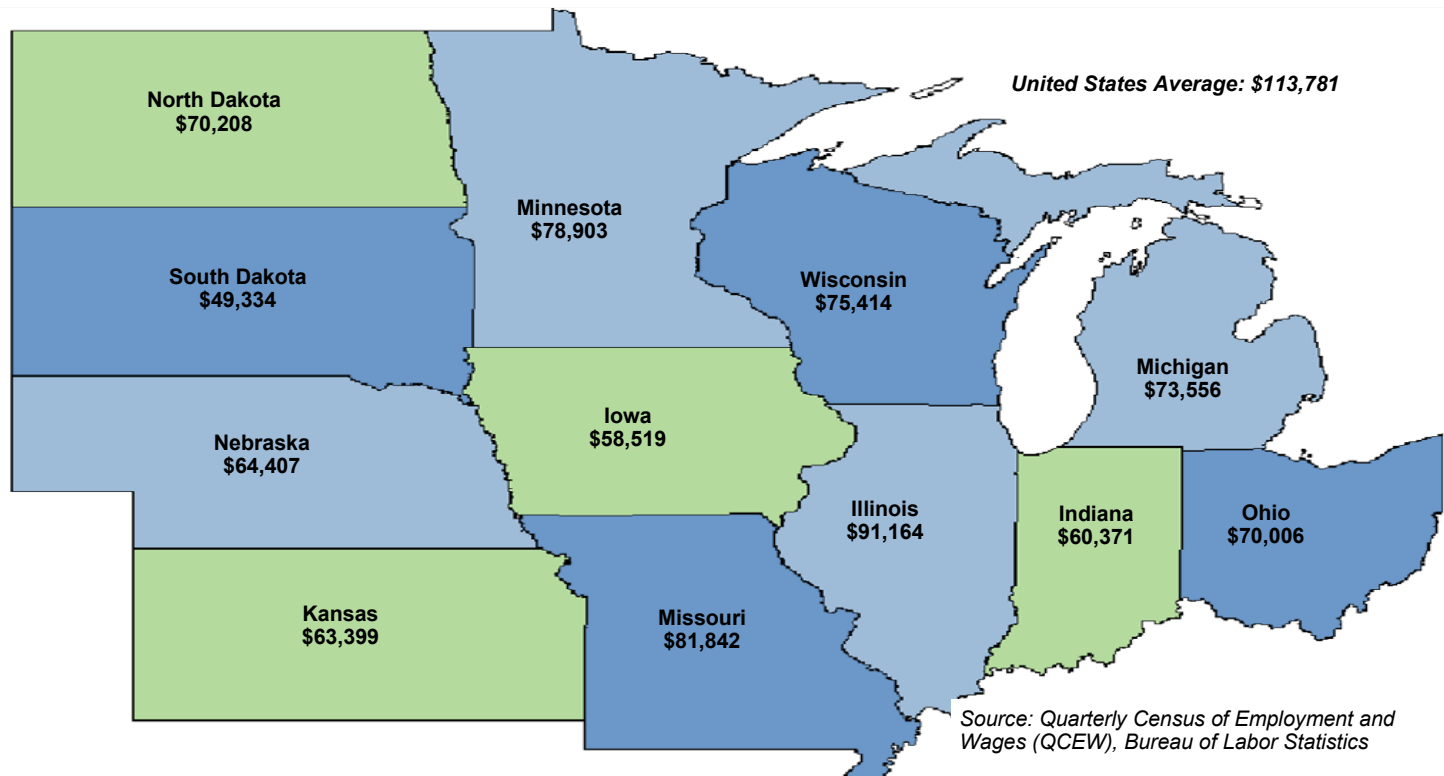 United States Average: $113,781
North Dakota
$70,208
Minnesota
$78,903
South Dakota
$49,334
Wisconsin
$75,414
Michigan
$73,556
Nebraska
$64,407
Iowa
$58,519
Illinois
$91,164
Indiana
$60,371
Ohio
$70,006
Kansas
$63,399
Missouri
$81,842
Source: Quarterly Census of Employment and
Wages (QCEW), Bureau of Labor Statistics